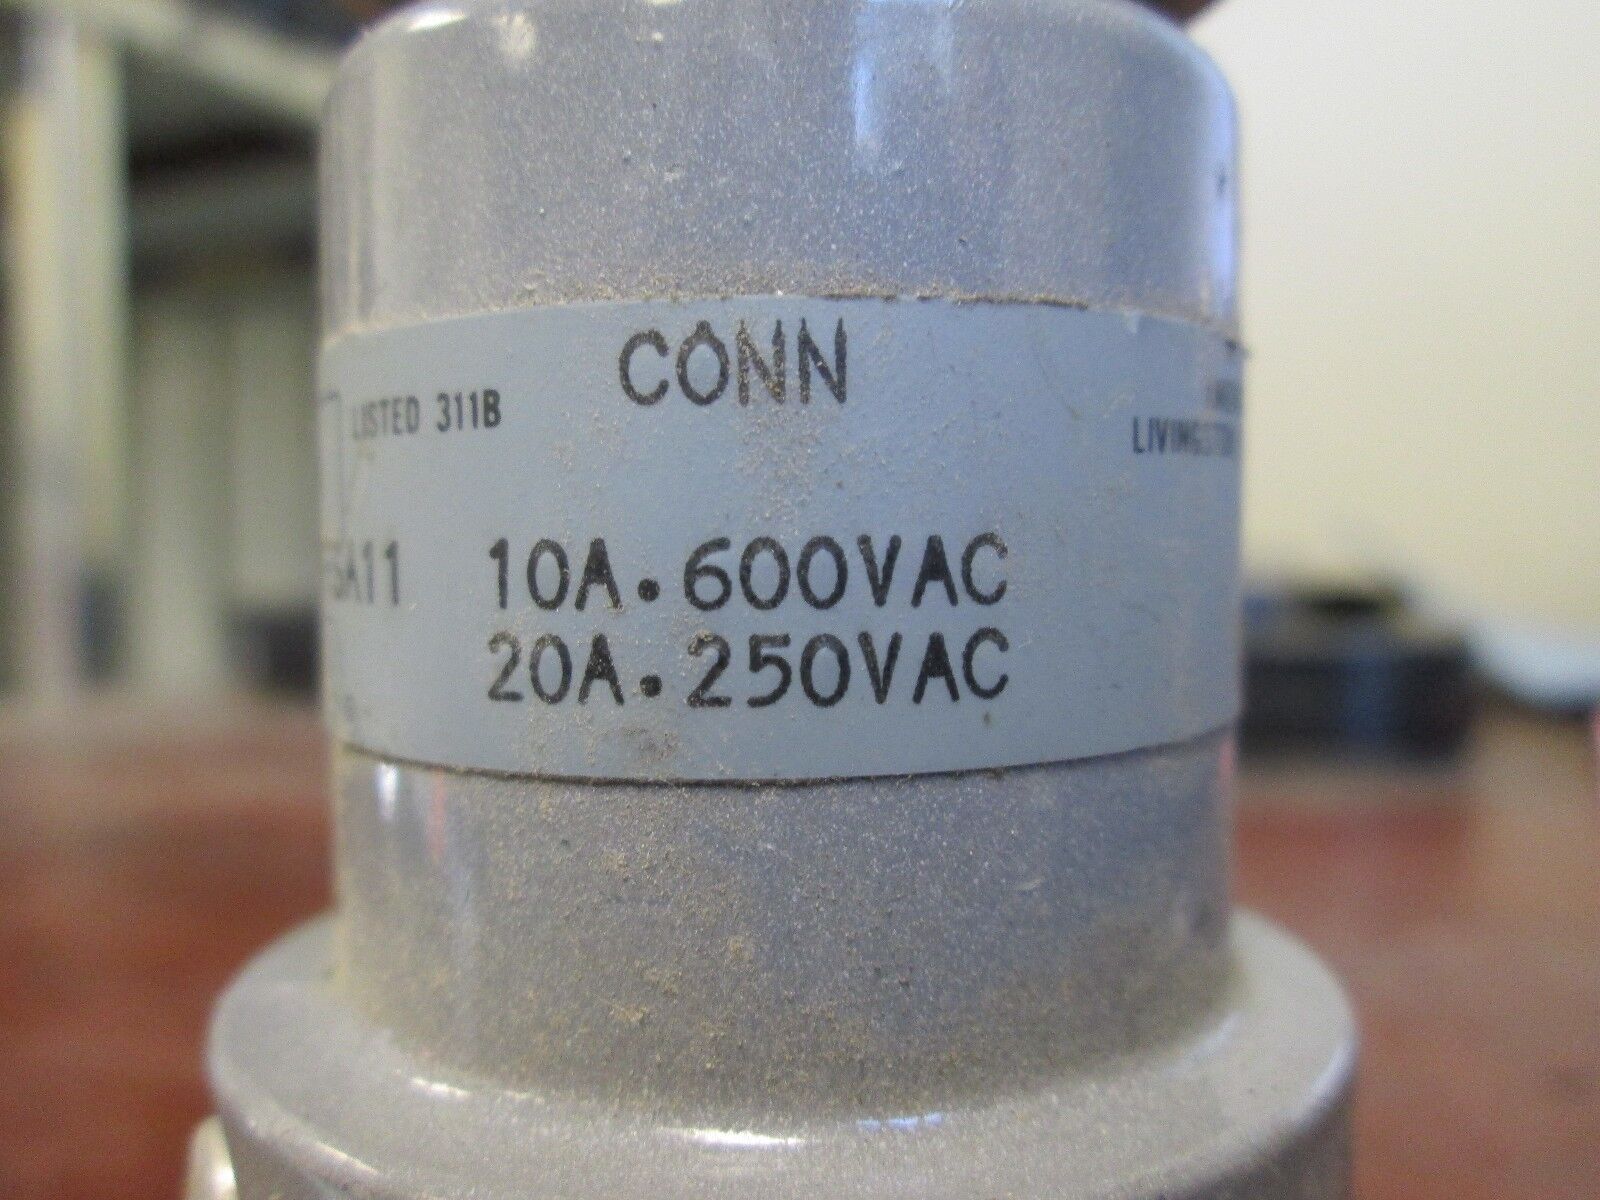 CONN
LISTED 311B
10A. 600VAC
20A. 250VAC